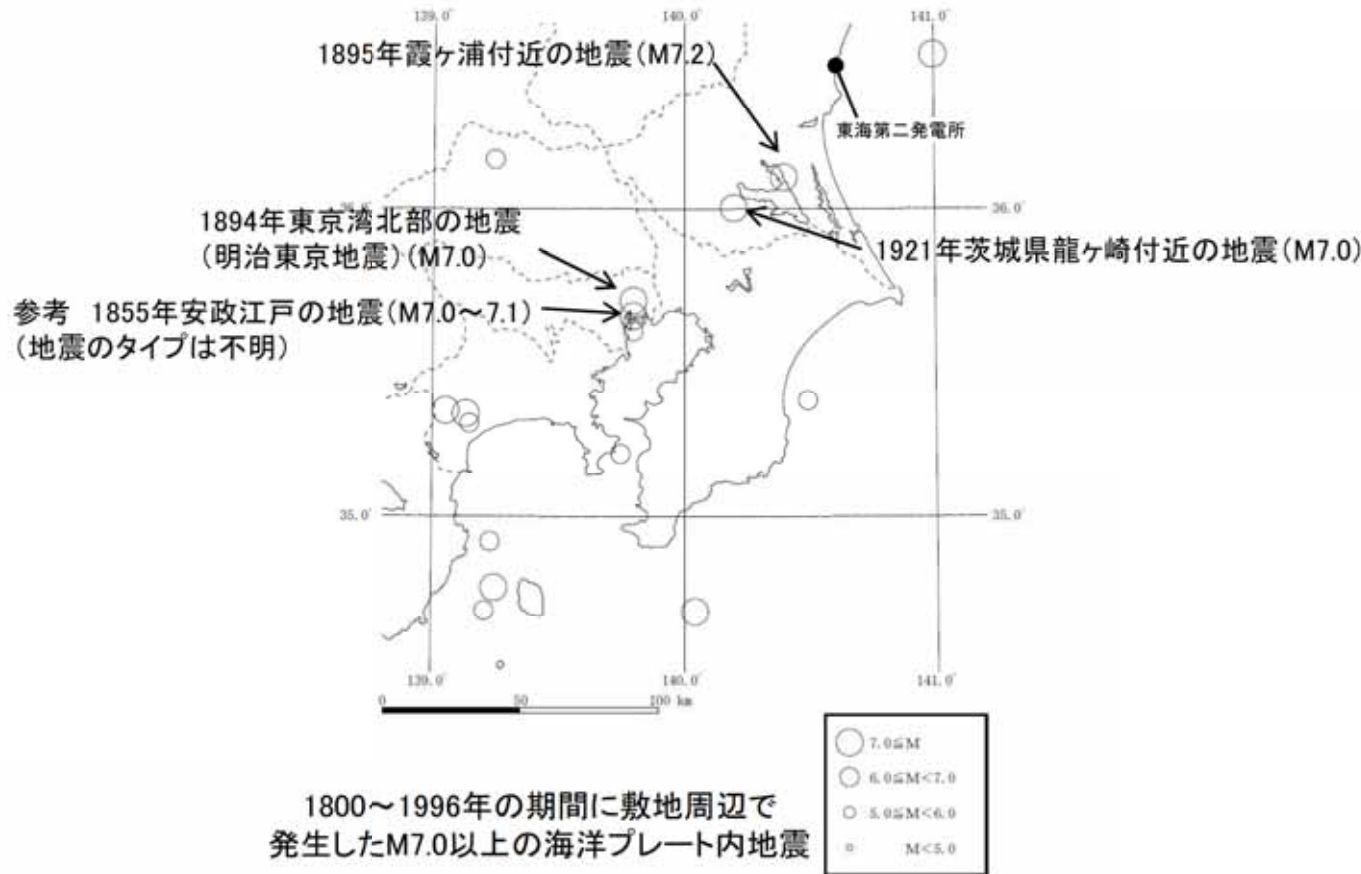 139.0°
140.0°
141.0°
1895年霞ヶ浦付近の地震(M7.2)
東海第二発電所
36.0°
1894年東京湾北部の地震
(明治東京地震)(M7.0)
1921年茨城県龍ヶ崎付近の地震(M7.0)
参考 1855年安政江戸の地震(M7.0～7.1)
(地震のタイプは不明)
35.0°
35.0°
139.0°
140.0°
141.0°
0 50 100 km
7.0≦M
6.0≦M<7.0
5.0≦M<6.0
M<5.0
1800～1996年の期間に敷地周辺で
発生したM7.0以上の海洋プレート内地震